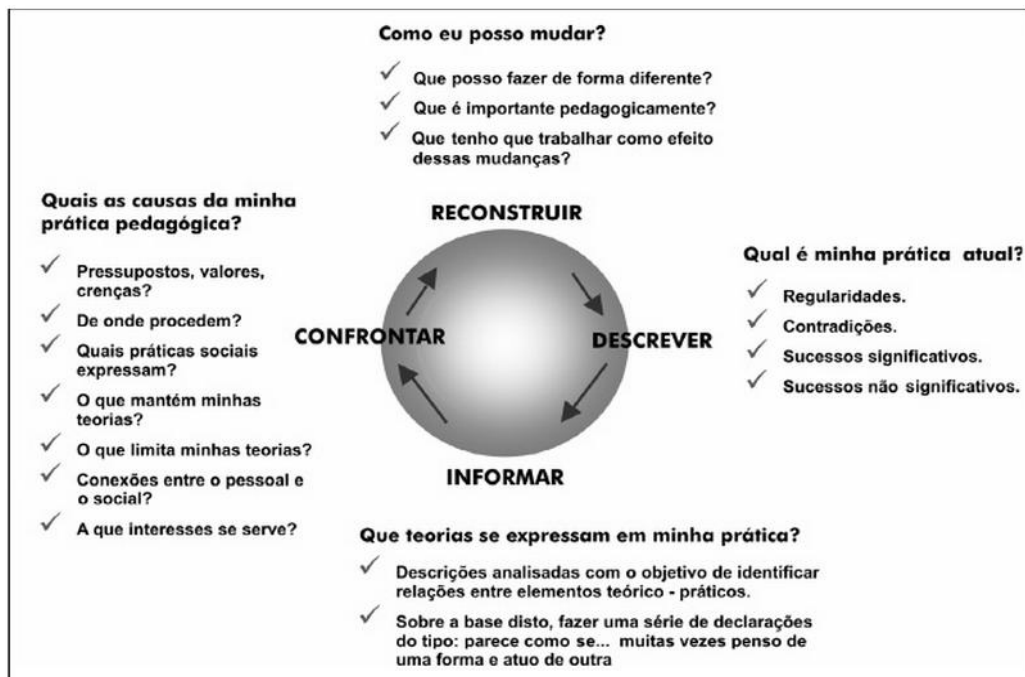 Como eu posso mudar?
Que posso fazer de forma diferente?
Que é importante pedagogicamente?
Que tenho que trabalhar como efeito
dessas mudanças?
Quais as causas da minha
prática pedagógica?
Pressupostos, valores,
crenças?
De onde procedem?
Quais práticas sociais
expressam?
O que mantém minhas
teorias?
O que limita minhas teorias?
Conexões entre o pessoal e
o social?
A que interesses se serve?
RECONSTRUIR
CONFRONTAR
DESCREVER
INFORMAR
Qual é minha prática atual?
Regularidades.
Contradições.
Sucessos significativos.
Sucessos não significativos.
Que teorias se expressam em minha prática?
Descrições analisadas com o objetivo de identificar
relações entre elementos teórico - práticos.
Sobre a base disto, fazer uma série de declarações
do tipo: parece como se... muitas vezes penso de
uma forma e atuo de outra